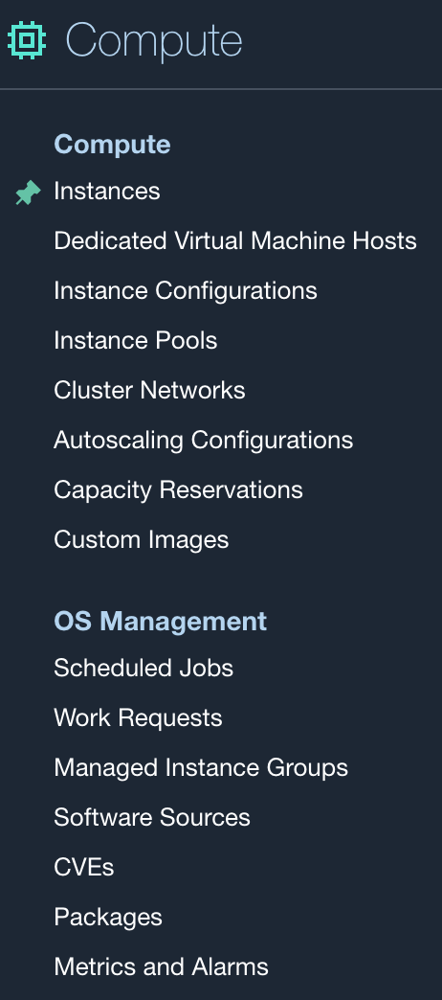 Compute
Compute
Instances
Dedicated Virtual Machine Hosts
Instance Configurations
Instance Pools
Cluster Networks
Autoscaling Configurations
Capacity Reservations
Custom Images
OS Management
Scheduled Jobs
Work Requests
Managed Instance Groups
Software Sources
CVEs
Packages
Metrics and Alarms